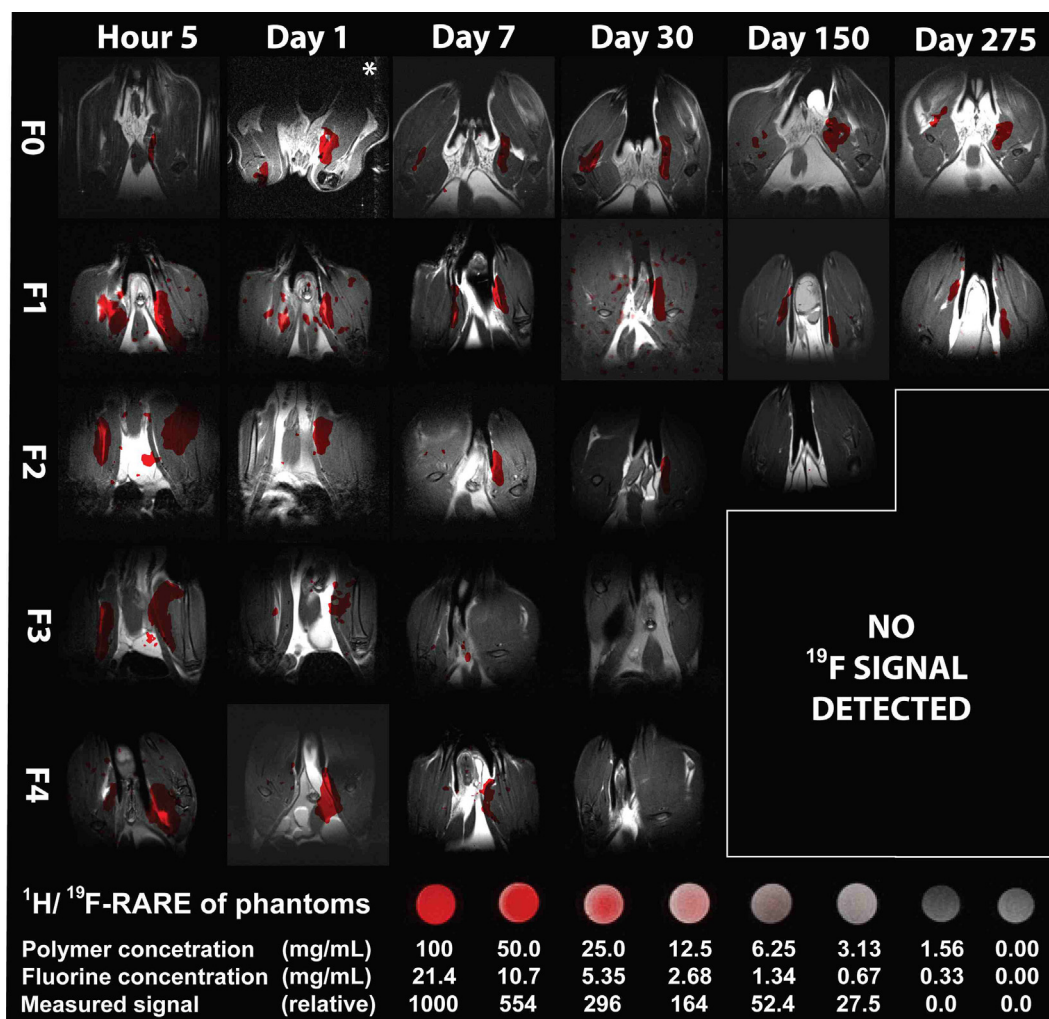 Hour 5 Day 1 Day 7 Day 30 Day 150 Day 275
*
F0
F1
F2
F3
NO
¹⁹F SIGNAL
DETECTED
F4
¹H/ ¹⁹F-RARE of phantoms
Polymer concetration (mg/mL) 100 50.0 25.0 12.5 6.25 3.13 1.56 0.00
Fluorine concentration (mg/mL) 21.4 10.7 5.35 2.68 1.34 0.67 0.33 0.00
Measured signal (relative) 1000 554 296 164 52.4 27.5 0.0 0.0